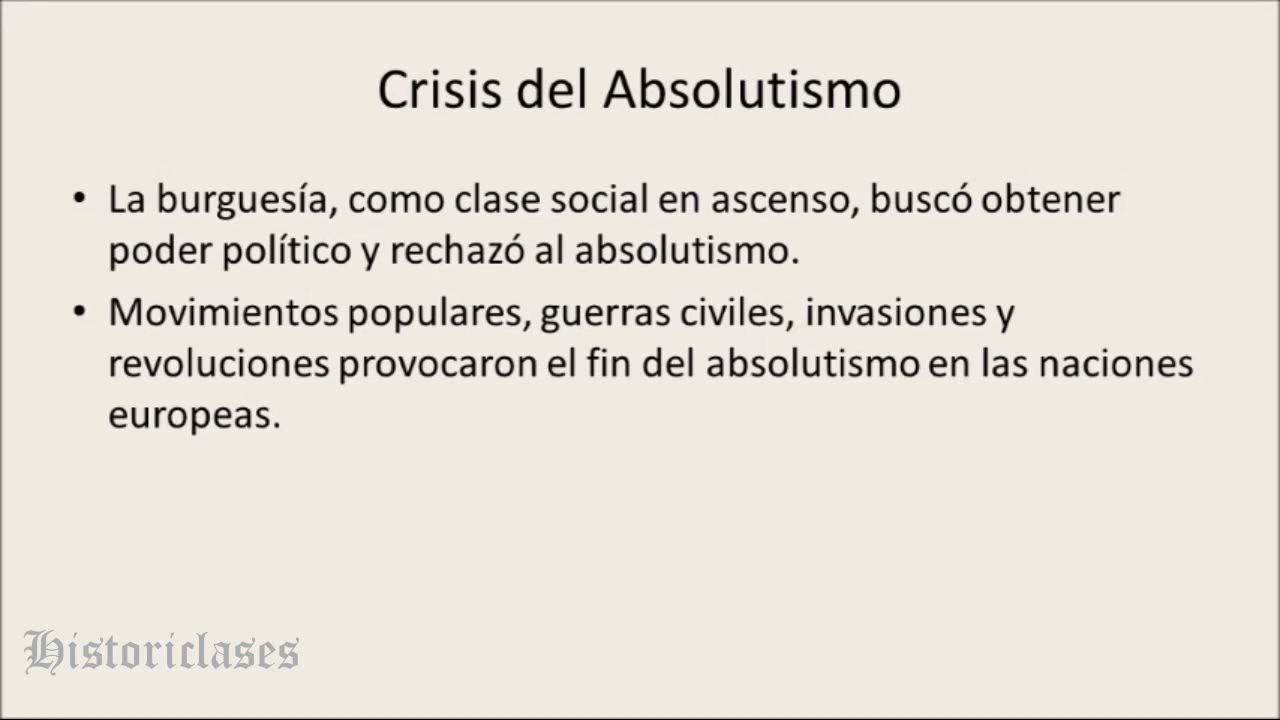 Crisis del Absolutismo
• La burguesía, como clase social en ascenso, buscó obtener
poder político y rechazó al absolutismo.
• Movimientos populares, guerras civiles, invasiones y
revoluciones provocaron el fin del absolutismo en las naciones
europeas.
Historiclases